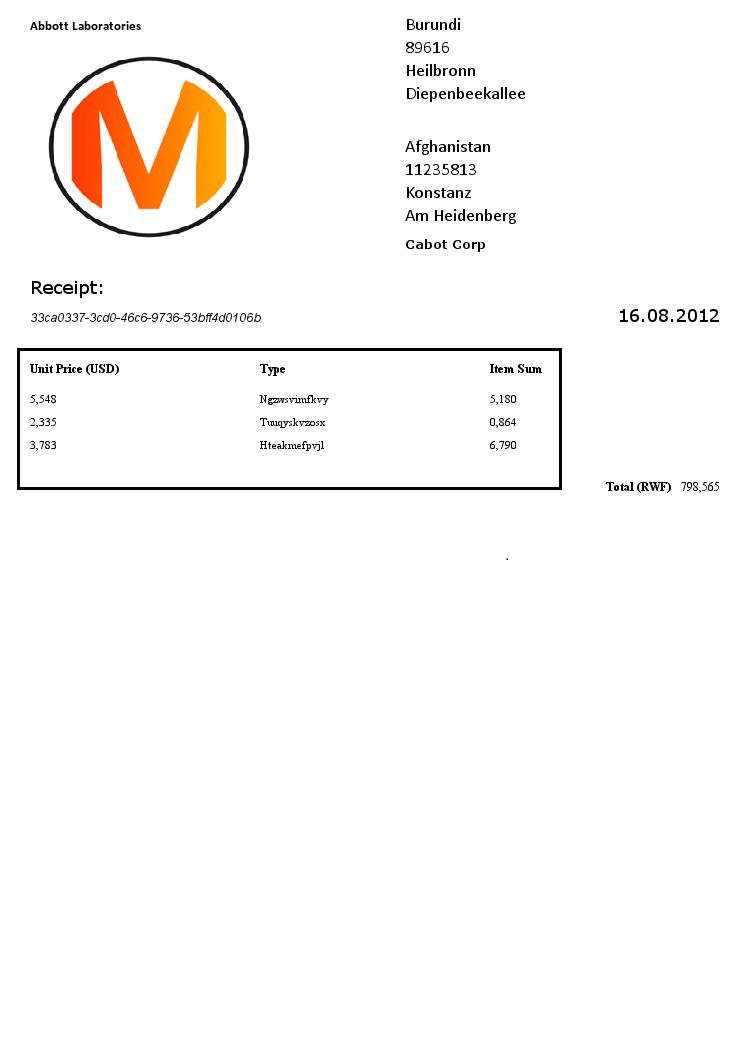 Abbott Laboratories
Burundi
89616
Heilbronn
Diepenbeekallee
Afghanistan
11235813
Konstanz
Am Heidenberg
Cabot Corp
Receipt:
33ca0337-3cd0-46c6-9736-53bff4d0106b
16.08.2012
Unit Price (USD) Type Item Sum
5,548 Ngzwsvimfkvy 5,180
2,335 Tuuqyskvzosx 0,864
3,783 Hteakmefpvjl 6,790
Total (RWF) 798,565
.